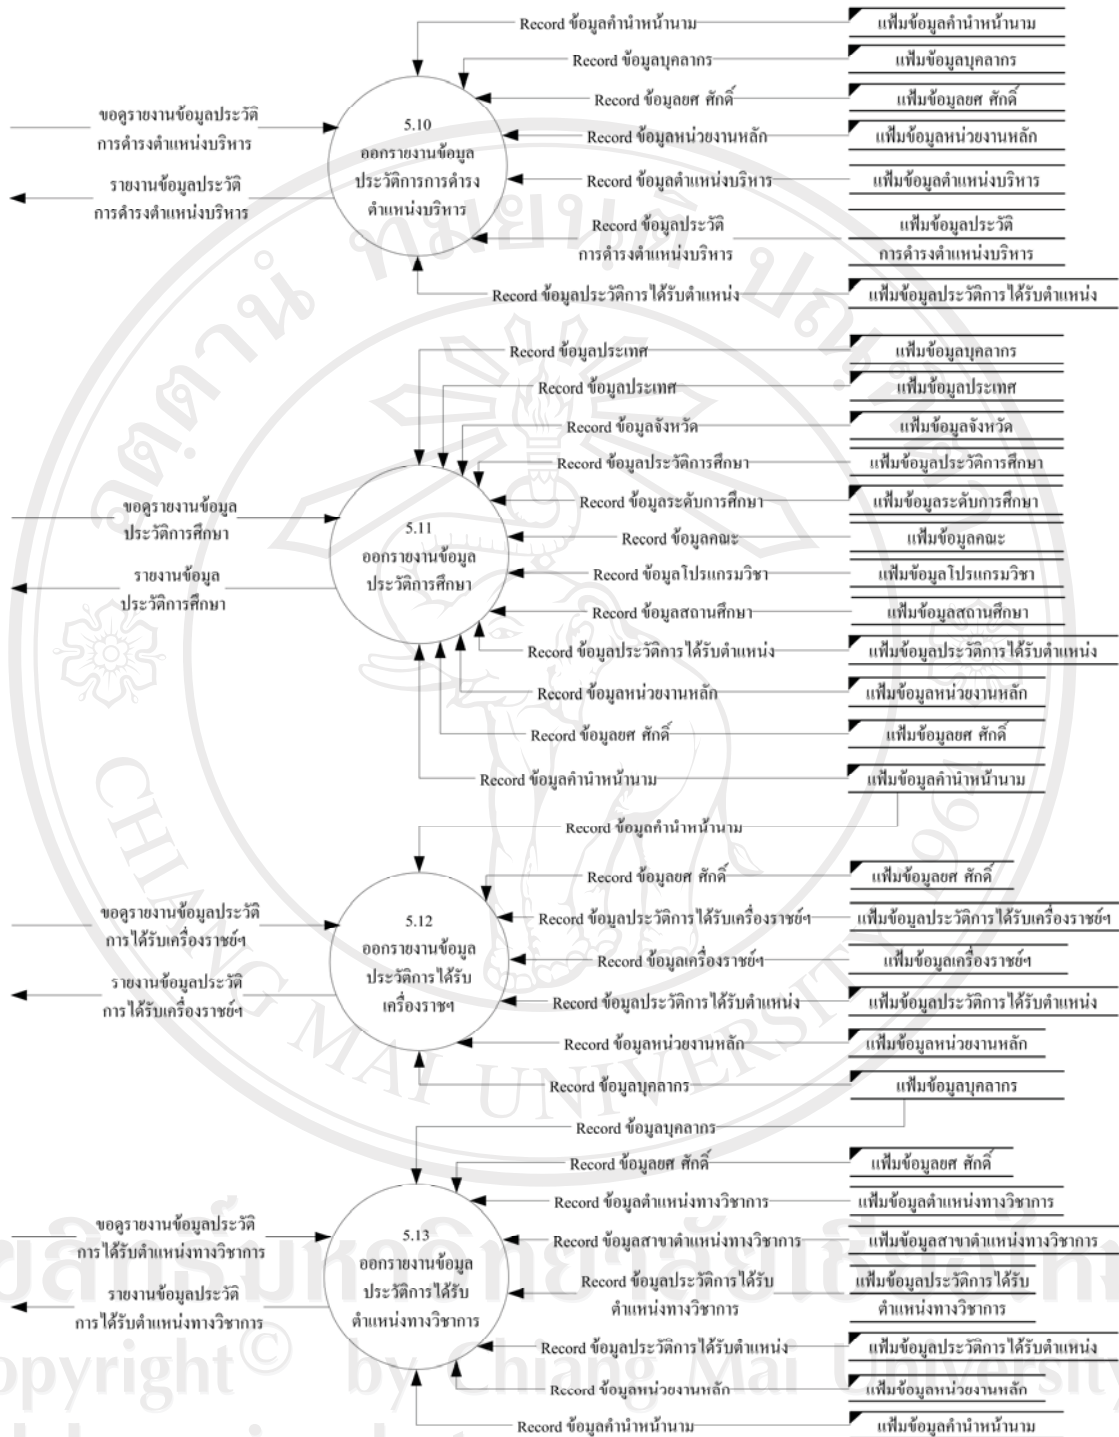 Record ข้อมูลคำนำหน้านาม แฟ้มข้อมูลคำนำหน้านาม
Record ข้อมูลบุคลากร แฟ้มข้อมูลบุคลากร
Record ข้อมูลยศ ศักดิ์ แฟ้มข้อมูลยศ ศักดิ์
Record ข้อมูลหน่วยงานหลัก แฟ้มข้อมูลหน่วยงานหลัก
Record ข้อมูลตำแหน่งบริหาร แฟ้มข้อมูลตำแหน่งบริหาร
Record ข้อมูลประวัติ แฟ้มข้อมูลประวัติ
การดำรงตำแหน่งบริหาร การดำรงตำแหน่งบริหาร
Record ข้อมูลประวัติการได้รับตำแหน่ง แฟ้มข้อมูลประวัติการได้รับตำแหน่ง
ขอดูรายงานข้อมูลประวัติ
การดำรงตำแหน่งบริหาร
รายงานข้อมูลประวัติ
การดำรงตำแหน่งบริหาร
5.10
ออกรายงานข้อมูล
ประวัติการการดำรง
ตำแหน่งบริหาร
Record ข้อมูลประเทศ แฟ้มข้อมูลบุคลากร
Record ข้อมูลประเทศ แฟ้มข้อมูลประเทศ
Record ข้อมูลจังหวัด แฟ้มข้อมูลจังหวัด
Record ข้อมูลประวัติการศึกษา แฟ้มข้อมูลประวัติการศึกษา
Record ข้อมูลระดับการศึกษา แฟ้มข้อมูลระดับการศึกษา
Record ข้อมูลคณะ แฟ้มข้อมูลคณะ
Record ข้อมูลโปรแกรมวิชา แฟ้มข้อมูลโปรแกรมวิชา
Record ข้อมูลสถานศึกษา แฟ้มข้อมูลสถานศึกษา
Record ข้อมูลประวัติการได้รับตำแหน่ง แฟ้มข้อมูลประวัติการได้รับตำแหน่ง
Record ข้อมูลหน่วยงานหลัก แฟ้มข้อมูลหน่วยงานหลัก
Record ข้อมูลยศ ศักดิ์ แฟ้มข้อมูลยศ ศักดิ์
Record ข้อมูลคำนำหน้านาม แฟ้มข้อมูลคำนำหน้านาม
ขอดูรายงานข้อมูล
ประวัติการศึกษา
รายงานข้อมูล
ประวัติการศึกษา
5.11
ออกรายงานข้อมูล
ประวัติการศึกษา
Record ข้อมูลคำนำหน้านาม
Record ข้อมูลยศ ศักดิ์ แฟ้มข้อมูลยศ ศักดิ์
Record ข้อมูลประวัติการได้รับเครื่องราชย์ฯ แฟ้มข้อมูลประวัติการได้รับเครื่องราชย์ฯ
Record ข้อมูลเครื่องราชย์ฯ แฟ้มข้อมูลเครื่องราชย์ฯ
Record ข้อมูลประวัติการได้รับตำแหน่ง แฟ้มข้อมูลประวัติการได้รับตำแหน่ง
Record ข้อมูลหน่วยงานหลัก แฟ้มข้อมูลหน่วยงานหลัก
Record ข้อมูลบุคลากร แฟ้มข้อมูลบุคลากร
ขอดูรายงานข้อมูลประวัติ
การได้รับเครื่องราชย์ฯ
รายงานข้อมูลประวัติ
การได้รับเครื่องราชย์ฯ
5.12
ออกรายงานข้อมูล
ประวัติการได้รับ
เครื่องราชฯ
Record ข้อมูลบุคลากร
Record ข้อมูลยศ ศักดิ์ แฟ้มข้อมูลยศ ศักดิ์
Record ข้อมูลตำแหน่งทางวิชาการ แฟ้มข้อมูลตำแหน่งทางวิชาการ
Record ข้อมูลสาขาตำแหน่งทางวิชาการ แฟ้มข้อมูลสาขาตำแหน่งทางวิชาการ
Record ข้อมูลประวัติการได้รับ แฟ้มข้อมูลประวัติการได้รับ
ตำแหน่งทางวิชาการ ตำแหน่งทางวิชาการ
Record ข้อมูลประวัติการได้รับตำแหน่ง แฟ้มข้อมูลประวัติการได้รับตำแหน่ง
Record ข้อมูลหน่วยงานหลัก แฟ้มข้อมูลหน่วยงานหลัก
Record ข้อมูลคำนำหน้านาม แฟ้มข้อมูลคำนำหน้านาม
ขอดูรายงานข้อมูลประวัติ
การได้รับตำแหน่งทางวิชาการ
รายงานข้อมูลประวัติ
การได้รับตำแหน่งทางวิชาการ
5.13
ออกรายงานข้อมูล
ประวัติการได้รับ
ตำแหน่งทางวิชาการ
CHIANG MAI UNIVERSITY 1964
by Chiang Mai University